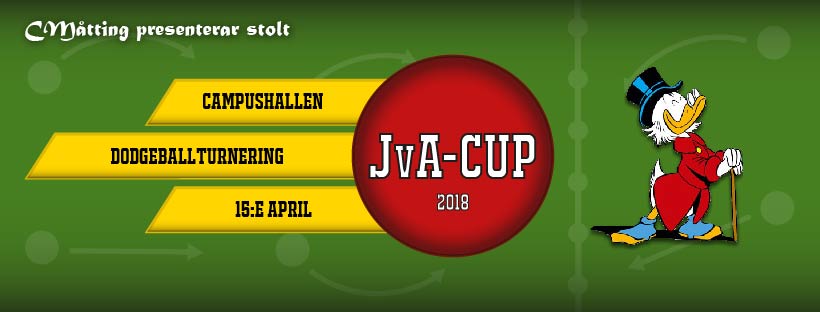 CMåtting presenterar stolt
CAMPUSHALLEN
DODGEBALLTURNERING
15:E APRIL
JvA-CUP
2018